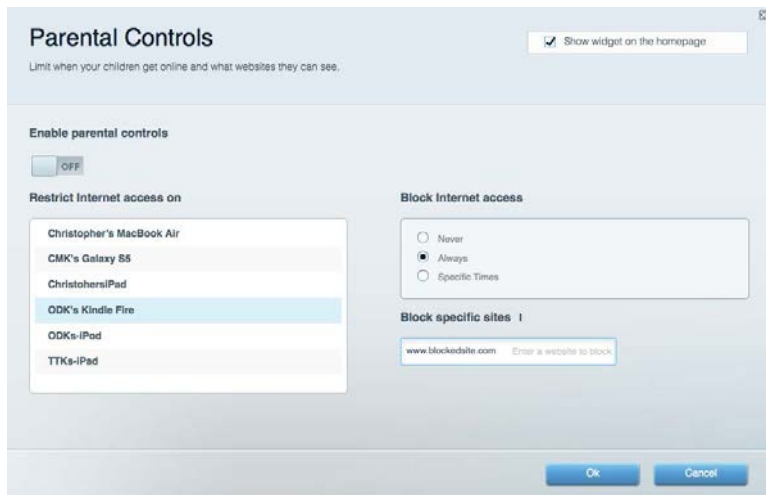 Parental Controls
Show widget on the homepage
Limit when your children get online and what websites they can see.
Enable parental controls
OFF
Restrict Internet access on
Block Internet access
Christopher's MacBook Air
CMK's Galaxy S5
ChristohersiPad
ODK's Kindle Fire
ODKs-iPod
TTKs-iPad
Never
Always
Specific Times
Block specific sites
www.blockedsite.com Enter a website to block
Ok
Cancel